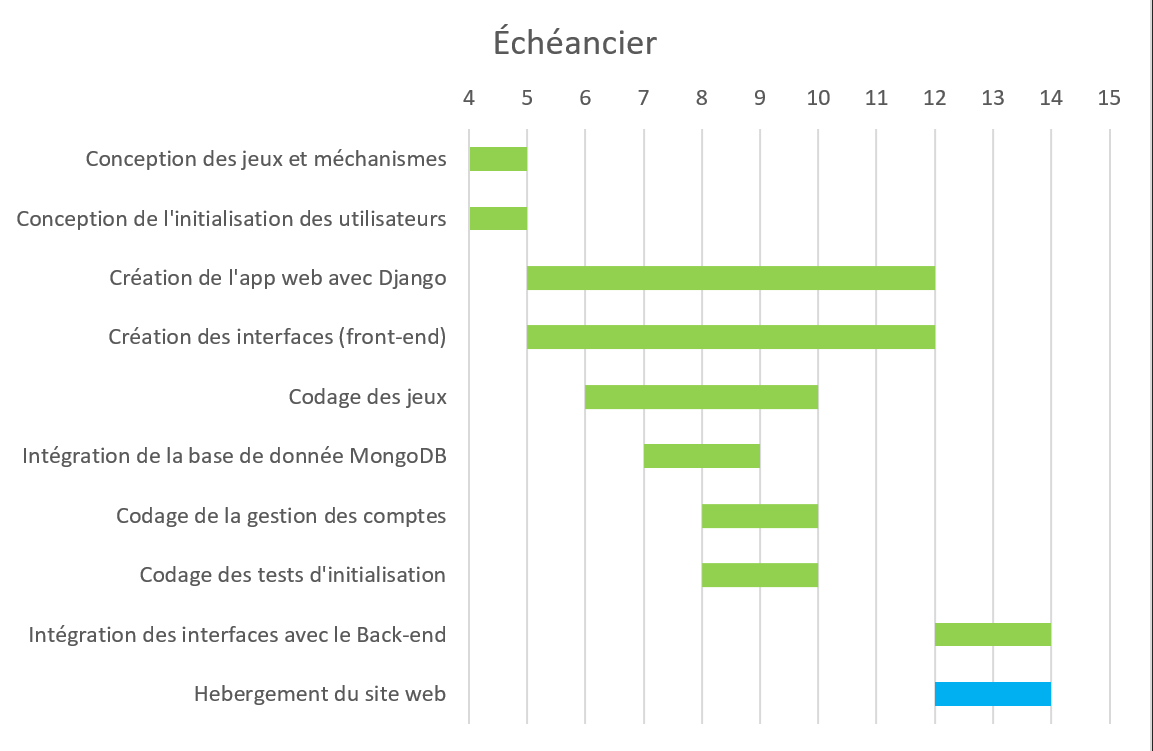 Échéancier
4 5 6 7 8 9 10 11 12 13 14 15
Conception des jeux et méchanismes
Conception de l'initialisation des utilisateurs
Création de l'app web avec Django
Création des interfaces (front-end)
Codage des jeux
Intégration de la base de donnée MongoDB
Codage de la gestion des comptes
Codage des tests d'initialisation
Intégration des interfaces avec le Back-end
Hebergement du site web